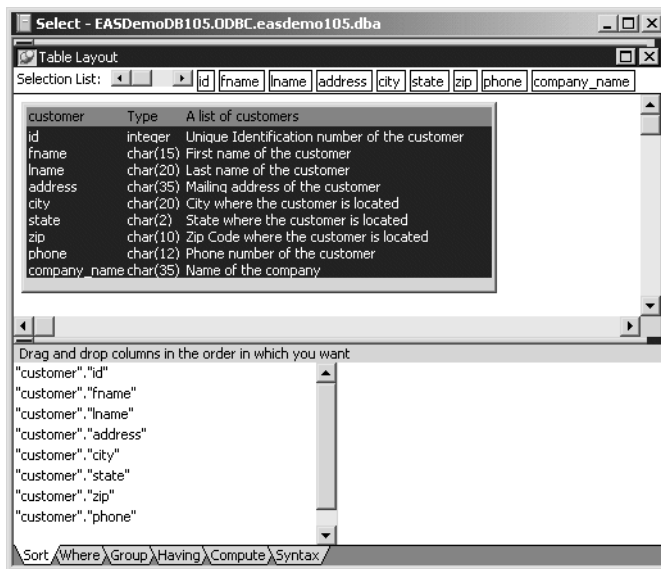 Select - EASDemoDB105.ODBC.easdemo105.dba
Table Layout
Selection List: id fname lname address city state zip phone company_name
customer Type A list of customers
id integer Unique Identification number of the customer
fname char(15) First name of the customer
lname char(20) Last name of the customer
address char(35) Mailing address of the customer
city char(20) City where the customer is located
state char(2) State where the customer is located
zip char(10) Zip Code where the customer is located
phone char(12) Phone number of the customer
company_name char(35) Name of the company
Drag and drop columns in the order in which you want
"customer"."id"
"customer"."fname"
"customer"."lname"
"customer"."address"
"customer"."city"
"customer"."state"
"customer"."zip"
"customer"."phone"
Sort Where Group Having Compute Syntax